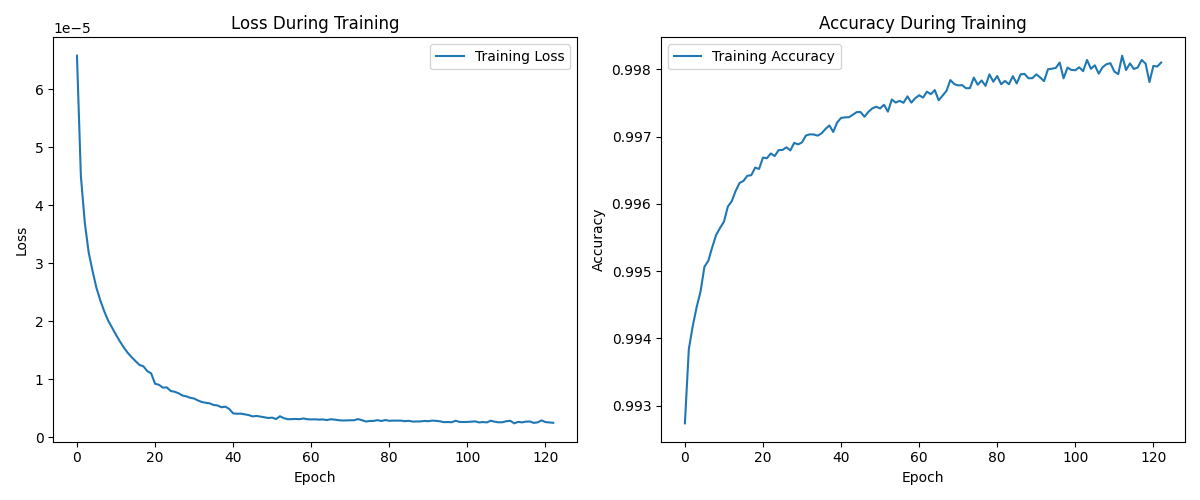 Loss During Training
1e−5
Training Loss
6
5
4
3
2
1
0
0 20 40 60 80 100 120
Loss
Epoch
Accuracy During Training
Training Accuracy
0.998
0.997
0.996
0.995
0.994
0.993
0 20 40 60 80 100 120
Accuracy
Epoch